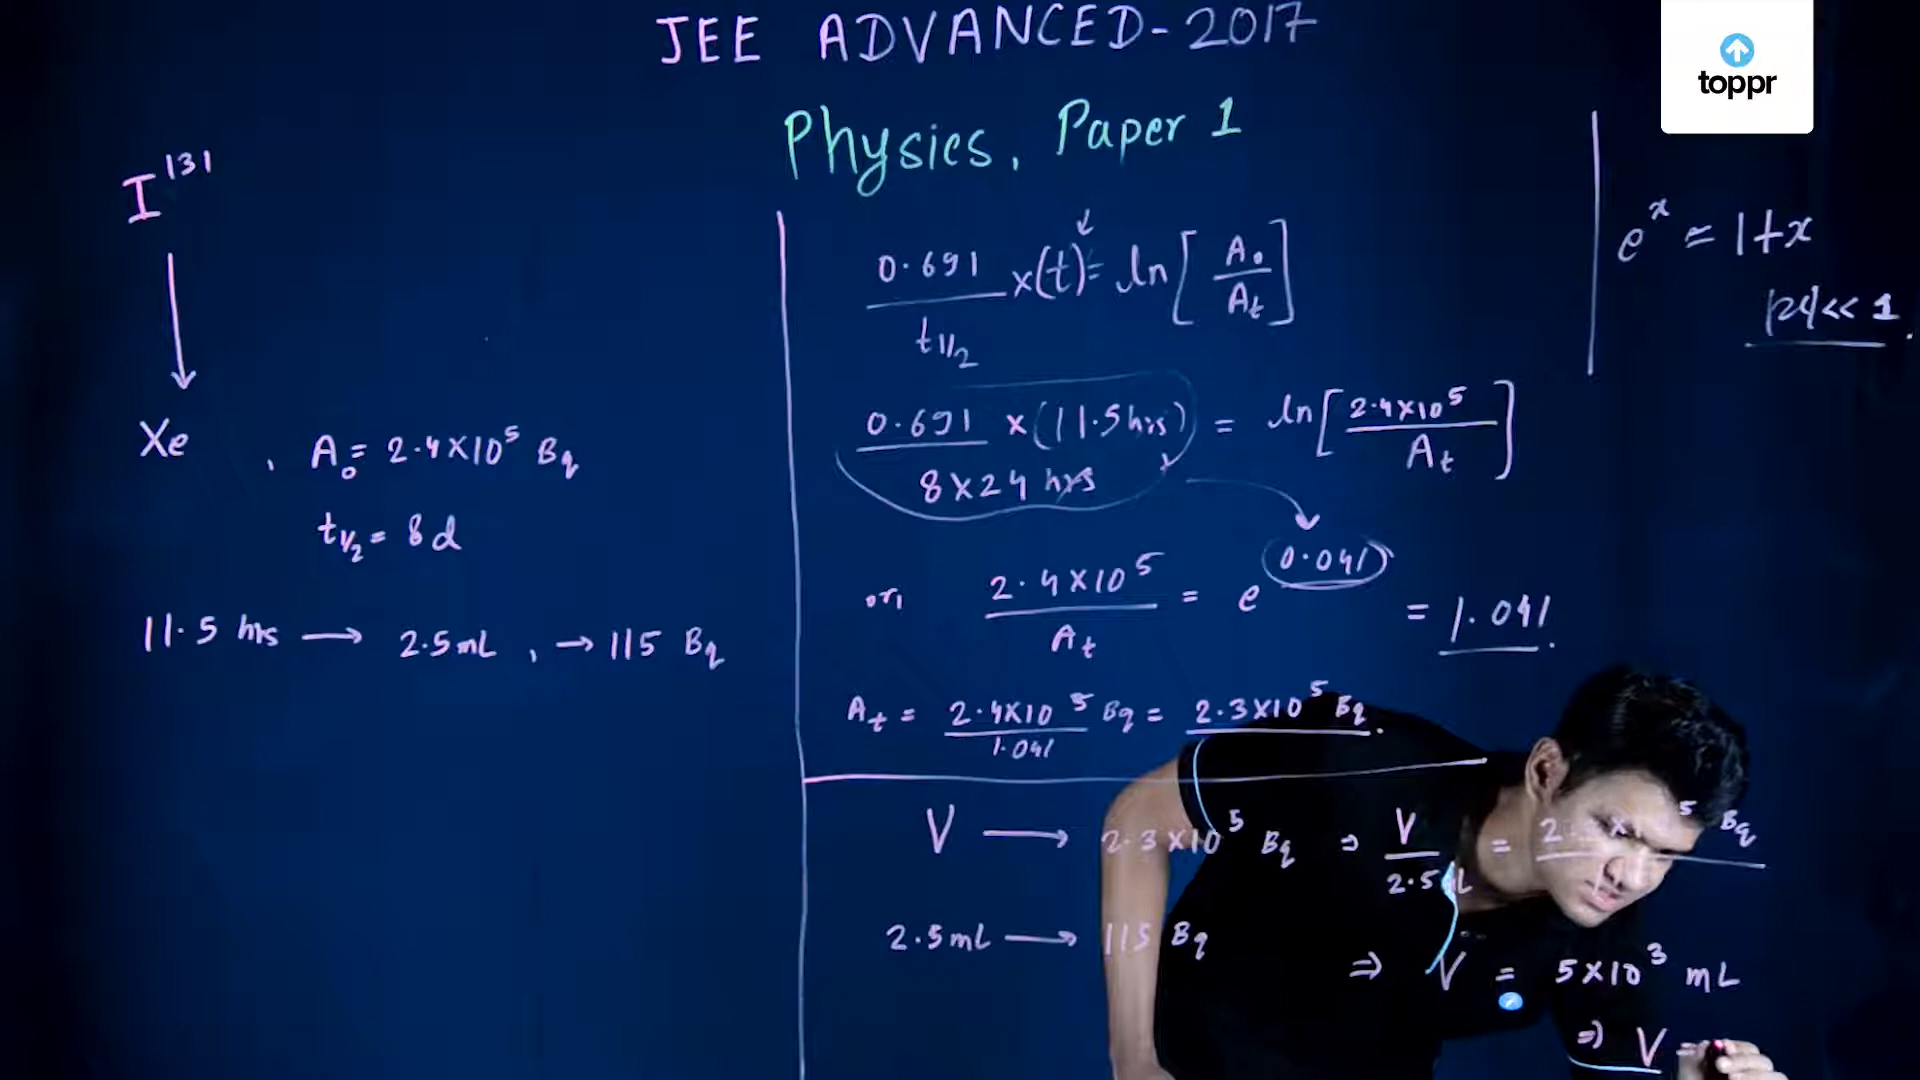 JEE ADVANCED-2017
toppr
Physics, Paper 1
I¹³¹
Xe , A₀ = 2.4×10⁵ Bq
t₁/₂ = 8d
11.5 hrs → 2.5mL , → 115 Bq
0.691/t₁/₂ ×(t) = ln[A₀/Aₜ]
0.691/8×24 hrs ×(11.5hrs) = ln[2.4×10⁵/Aₜ]
or, 2.4×10⁵/Aₜ = e^0.041 = 1.041.
Aₜ = 2.4×10⁵/1.041 Bq = 2.3×10⁵ Bq.
V → 2.3×10⁵ Bq ⇒ V/2.5mL = 2. × ⁵ Bq
2.5mL → 115 Bq
⇒ V = 5×10³ mL
⇒ V =
eˣ ≈ 1+x
|x|<< 1.